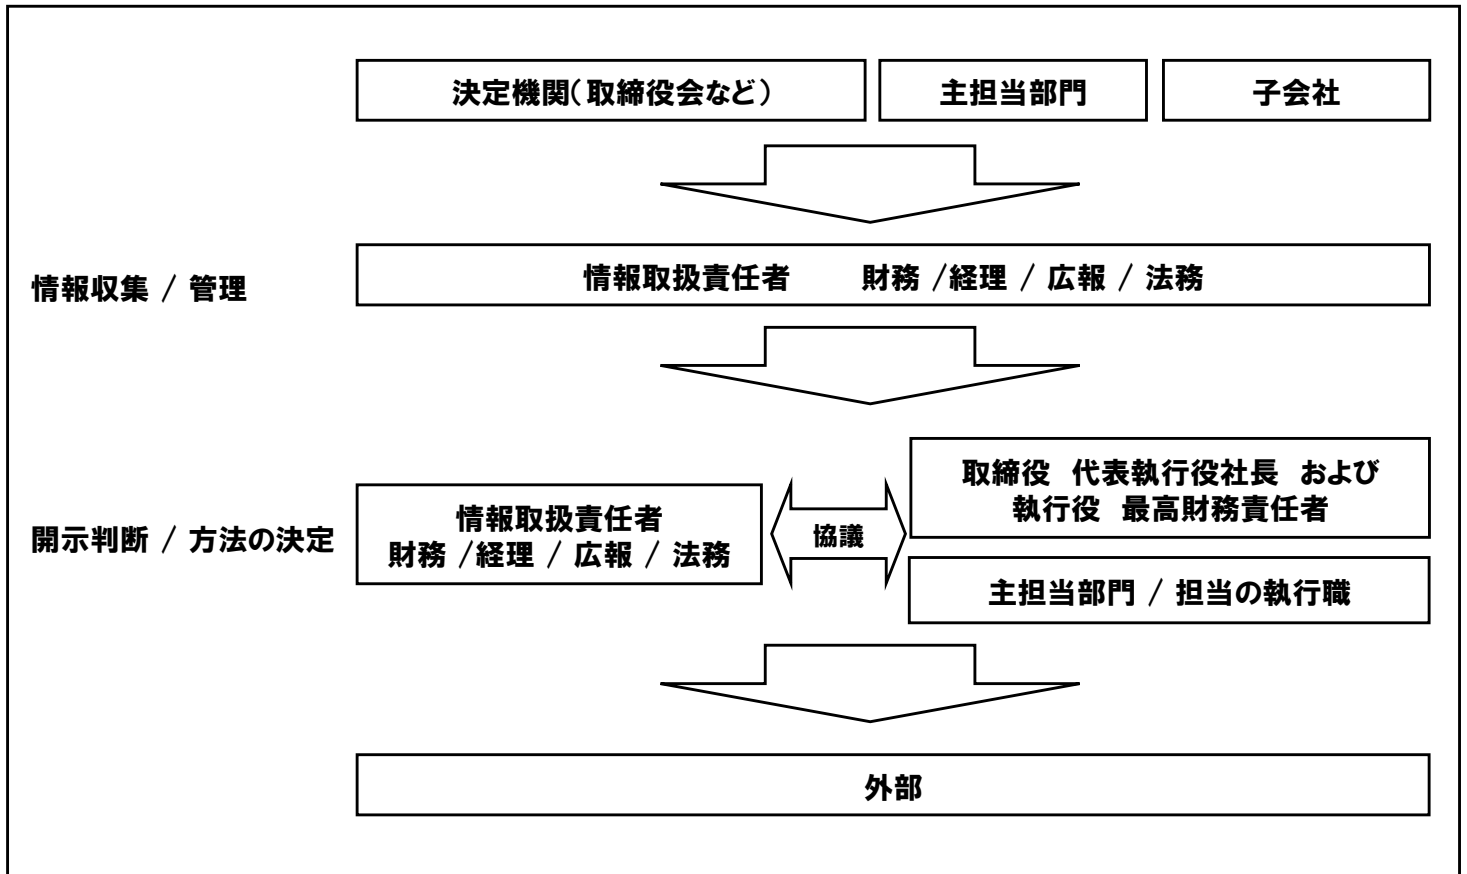 決定機関(取締役会など)
主担当部門
子会社
情報収集 / 管理
情報取扱責任者　　財務 /経理 / 広報 / 法務
開示判断 / 方法の決定
情報取扱責任者
財務 /経理 / 広報 / 法務
協議
取締役　代表執行役社長　および
執行役　最高財務責任者
主担当部門 / 担当の執行職
外部